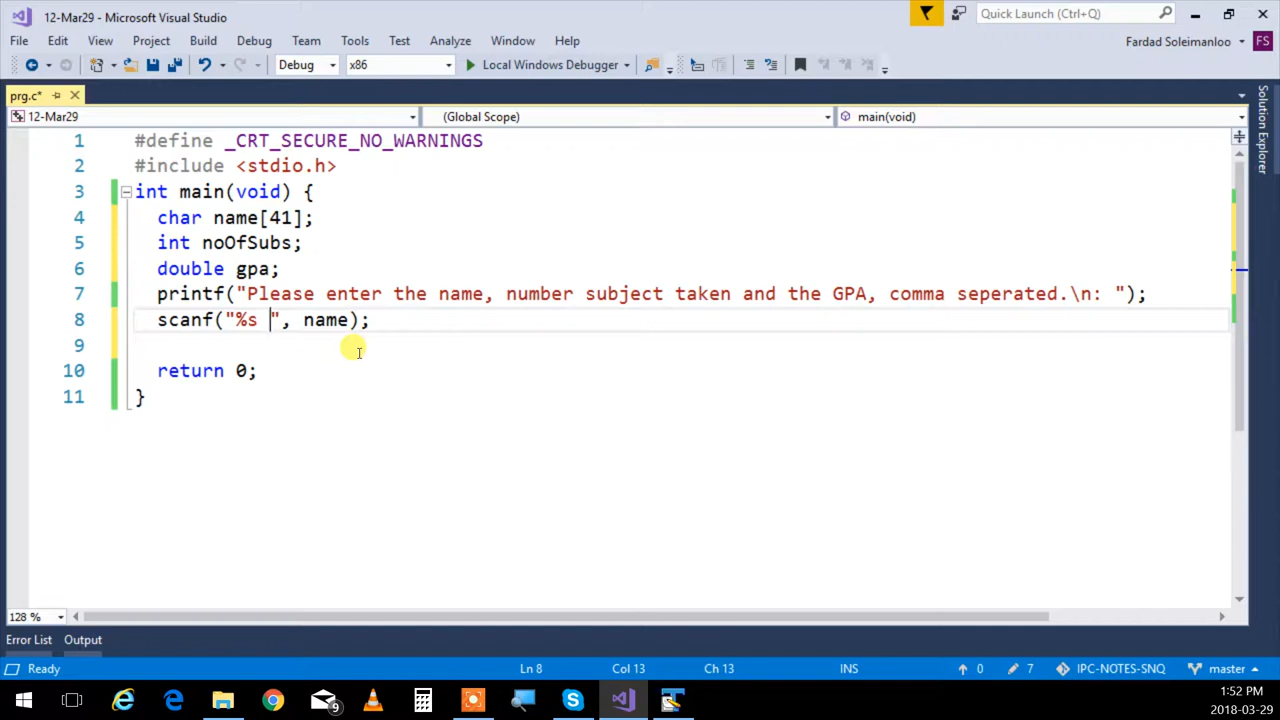 12-Mar29 - Microsoft Visual Studio
Quick Launch (Ctrl+Q)
File Edit View Project Build Debug Team Tools Test Analyze Window Help
Fardad Soleimanloo FS
Debug x86 Local Windows Debugger
prg.c*
Solution Explorer
12-Mar29 (Global Scope) main(void)
1 #define _CRT_SECURE_NO_WARNINGS
2 #include <stdio.h>
3 int main(void) {
4 char name[41];
5 int noOfSubs;
6 double gpa;
7 printf("Please enter the name, number subject taken and the GPA, comma seperated.\n: ");
8 scanf("%s ", name);
9
10 return 0;
11 }
128 %
Error List Output
Ready Ln 8 Col 13 Ch 13 INS 0 7 IPC-NOTES-SNQ master
9
1:52 PM
2018-03-29